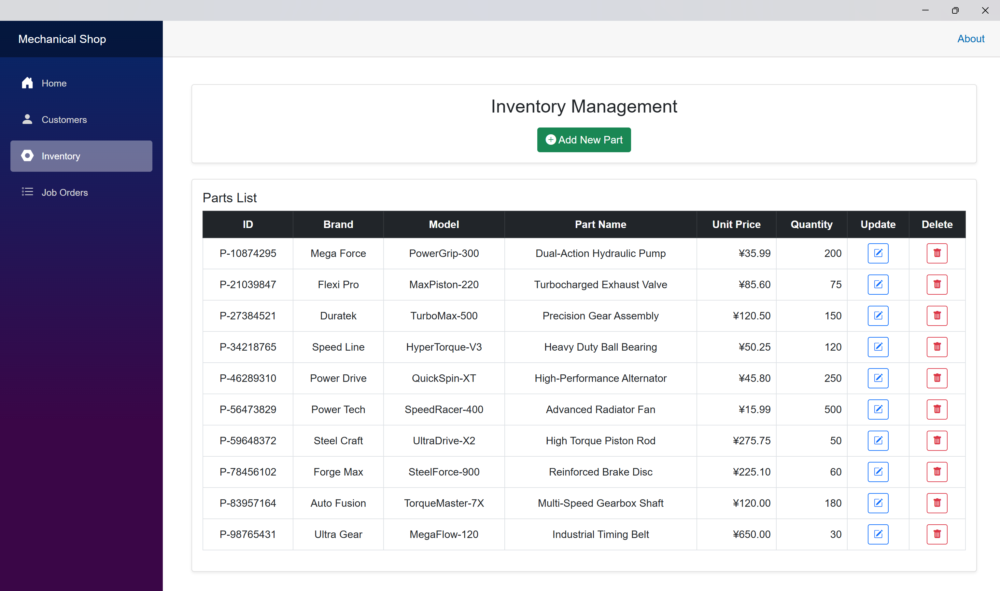 Mechanical Shop
About
Home
Customers
Inventory
Job Orders
Inventory Management
Add New Part
Parts List
ID Brand Model Part Name Unit Price Quantity Update Delete
P-10874295 Mega Force PowerGrip-300 Dual-Action Hydraulic Pump ¥35.99 200
P-21039847 Flexi Pro MaxPiston-220 Turbocharged Exhaust Valve ¥85.60 75
P-27384521 Duratek TurboMax-500 Precision Gear Assembly ¥120.50 150
P-34218765 Speed Line HyperTorque-V3 Heavy Duty Ball Bearing ¥50.25 120
P-46289310 Power Drive QuickSpin-XT High-Performance Alternator ¥45.80 250
P-56473829 Power Tech SpeedRacer-400 Advanced Radiator Fan ¥15.99 500
P-59648372 Steel Craft UltraDrive-X2 High Torque Piston Rod ¥275.75 50
P-78456102 Forge Max SteelForce-900 Reinforced Brake Disc ¥225.10 60
P-83957164 Auto Fusion TorqueMaster-7X Multi-Speed Gearbox Shaft ¥120.00 180
P-98765431 Ultra Gear MegaFlow-120 Industrial Timing Belt ¥650.00 30